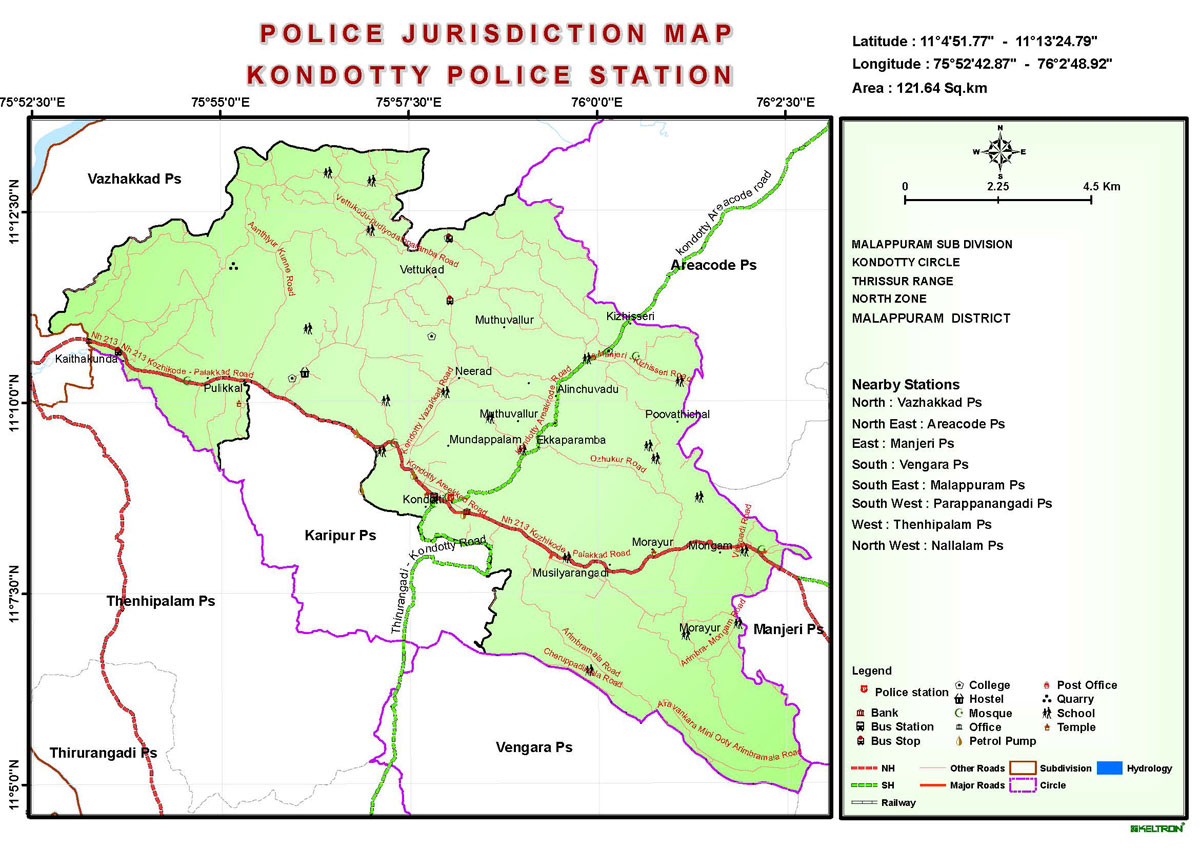 POLICE JURISDICTION MAP
KONDOTTY POLICE STATION
Latitude : 11°4'51.77" - 11°13'24.79"
Longitude : 75°52'42.87" - 76°2'48.92"
Area : 121.64 Sq.km
75°52'30"E
75°55'0"E
75°57'30"E
76°0'0"E
76°2'30"E
11°12'30"N
11°10'0"N
11°7'30"N
11°5'0"N
Vazhakkad Ps
kondotty Areacode road
Areacode Ps
Vettukadu-pudiyodathparamba Road
Aanthiyur Kunne Road
Vettukad
Muthuvallur
Kizhisseri
Nh 213
Nh 213 Kozhikode - Palakkad Road
Kaithakunda
Manjeri - Kizhisseri Road
Pulikkal
Neerad
Alinchuvadu
Kondotty Vazakkad Road
Kondotty Areakcode Road
Muthuvallur
Poovathichal
Mundappalam
Ekkaparamba
Ozhukur Road
Kondotty Areekkod Road
Kondotti
Nh 213 Kozhikode - Palakkad Road
Karipur Ps
Thirurangadi - Kondotty Road
Morayur
Mongam
Musilyarangadi
Thenhipalam Ps
Morayur
Arimbra- Mongam Road
Manjeri Ps
Arimbramala Road
Cheruppadi Mala Road
Aravankara Mini Ooty Arimbramala Road
Thirurangadi Ps
Vengara Ps
N
W
E
S
0
2.25
4.5 Km
MALAPPURAM SUB DIVISION
KONDOTTY CIRCLE
THRISSUR RANGE
NORTH ZONE
MALAPPURAM DISTRICT
Nearby Stations
North : Vazhakkad Ps
North East : Areacode Ps
East : Manjeri Ps
South : Vengara Ps
South East : Malappuram Ps
South West : Parappanangadi Ps
West : Thenhipalam Ps
North West : Nallalam Ps
Legend
Police station
College
Post Office
Hostel
Quarry
Bank
Mosque
School
Bus Station
Office
Temple
Bus Stop
Petrol Pump
NH
Other Roads
Subdivision
Hydrology
SH
Major Roads
Circle
Railway
KELTRON